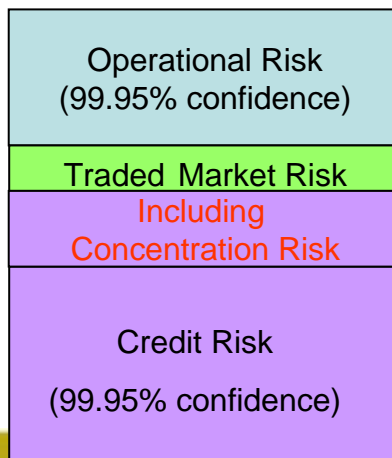 Operational Risk
(99.95% confidence)
Traded Market Risk
Including
Concentration Risk
Credit Risk
(99.95% confidence)